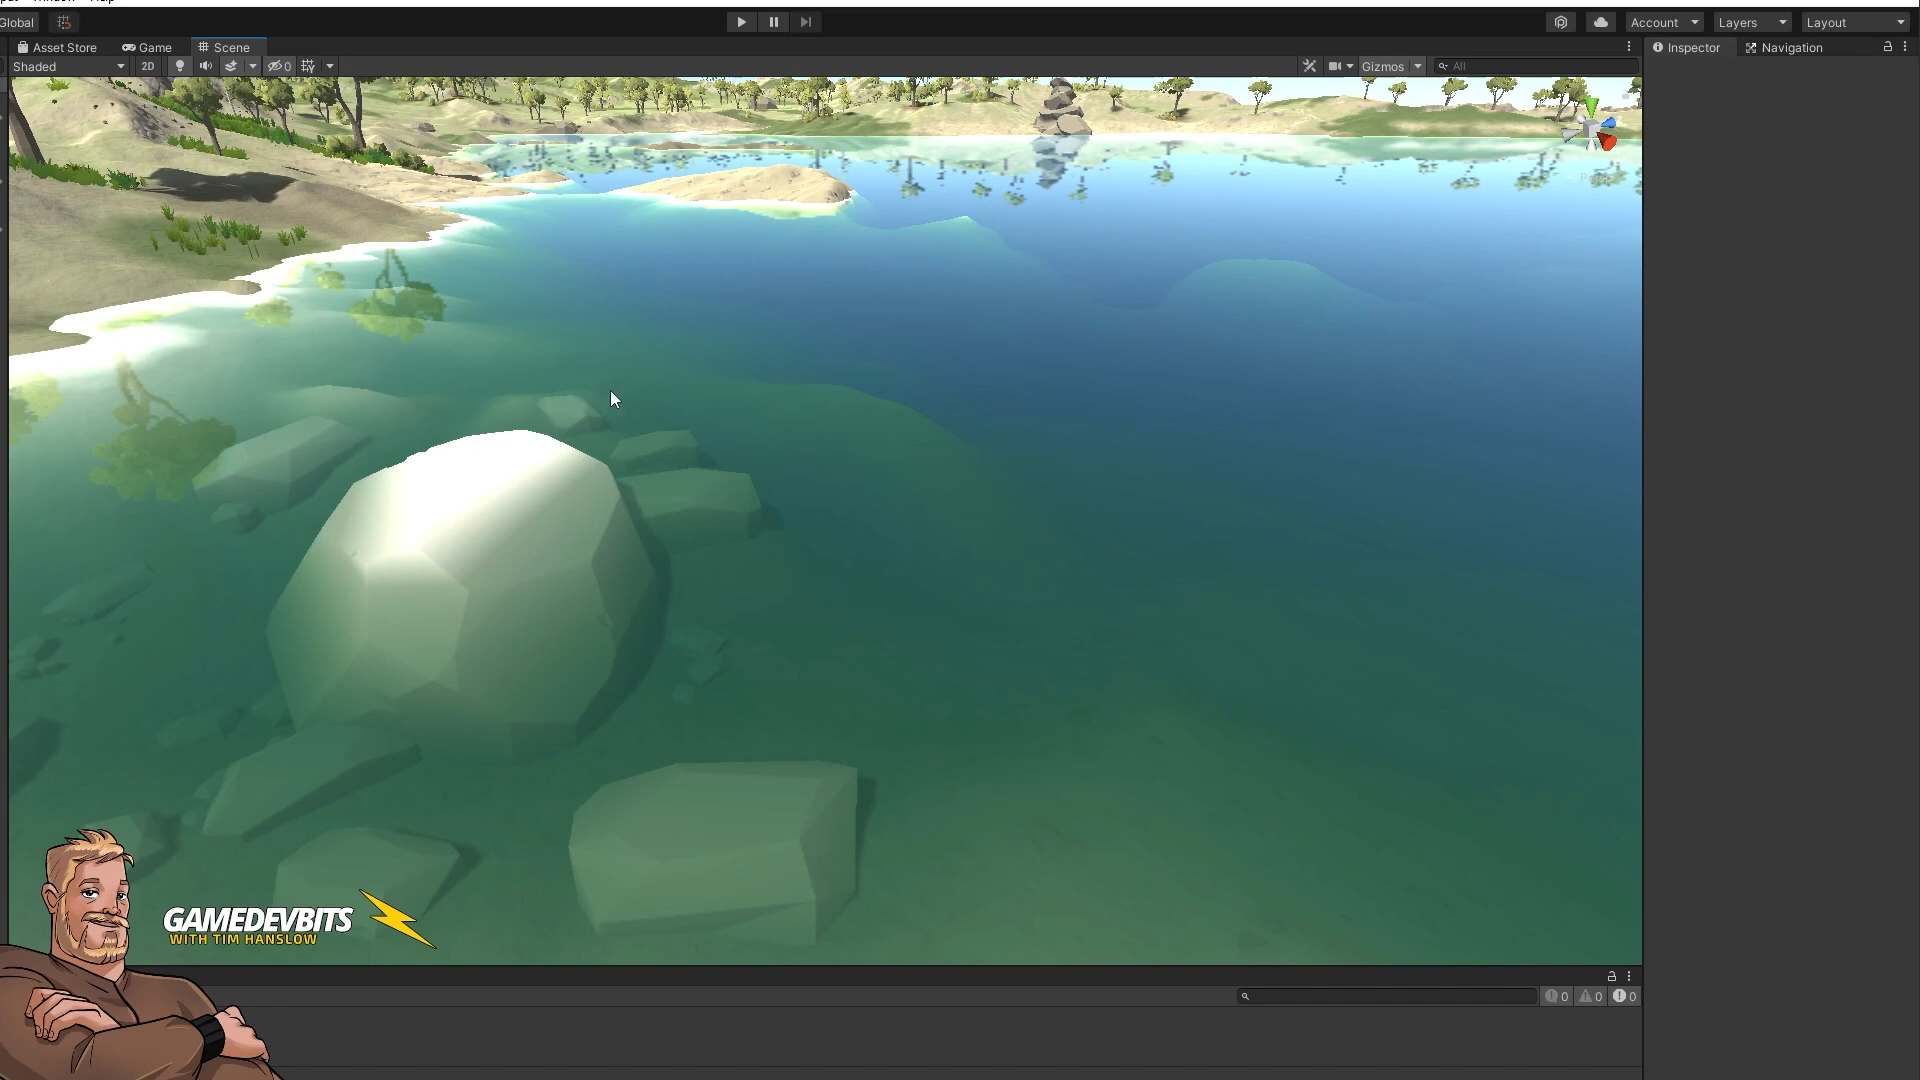 Global
Account
Layers
Layout
Asset Store
Game
Scene
Inspector
Navigation
Shaded
2D
0
Gizmos
All
GAMEDEVBITS
WITH TIM HANSLOW
0
0
0